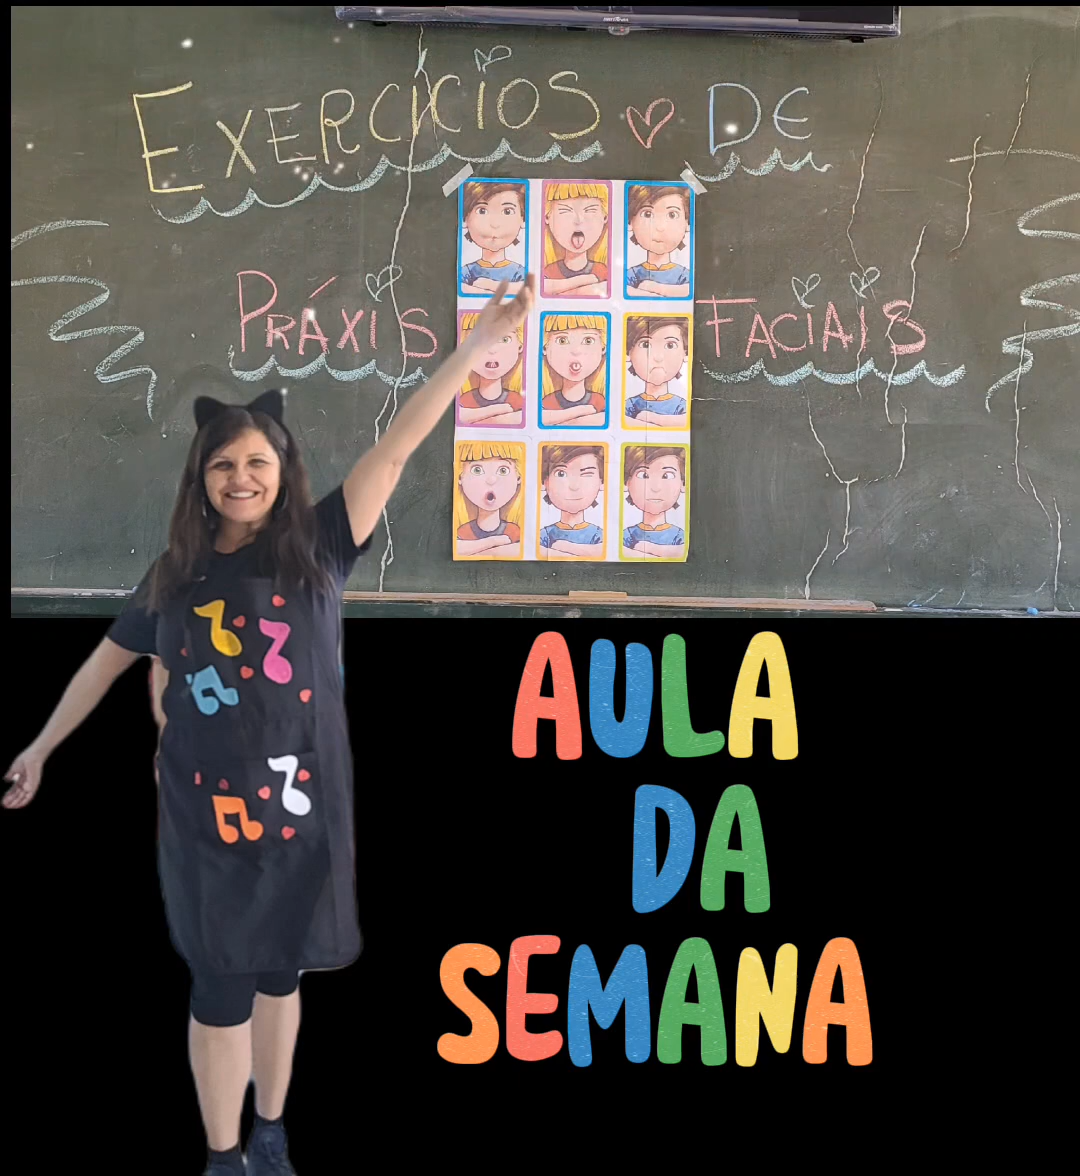 EXERCÍCIOS DE
PRÁXIS FACIAIS
AULA
DA
SEMANA